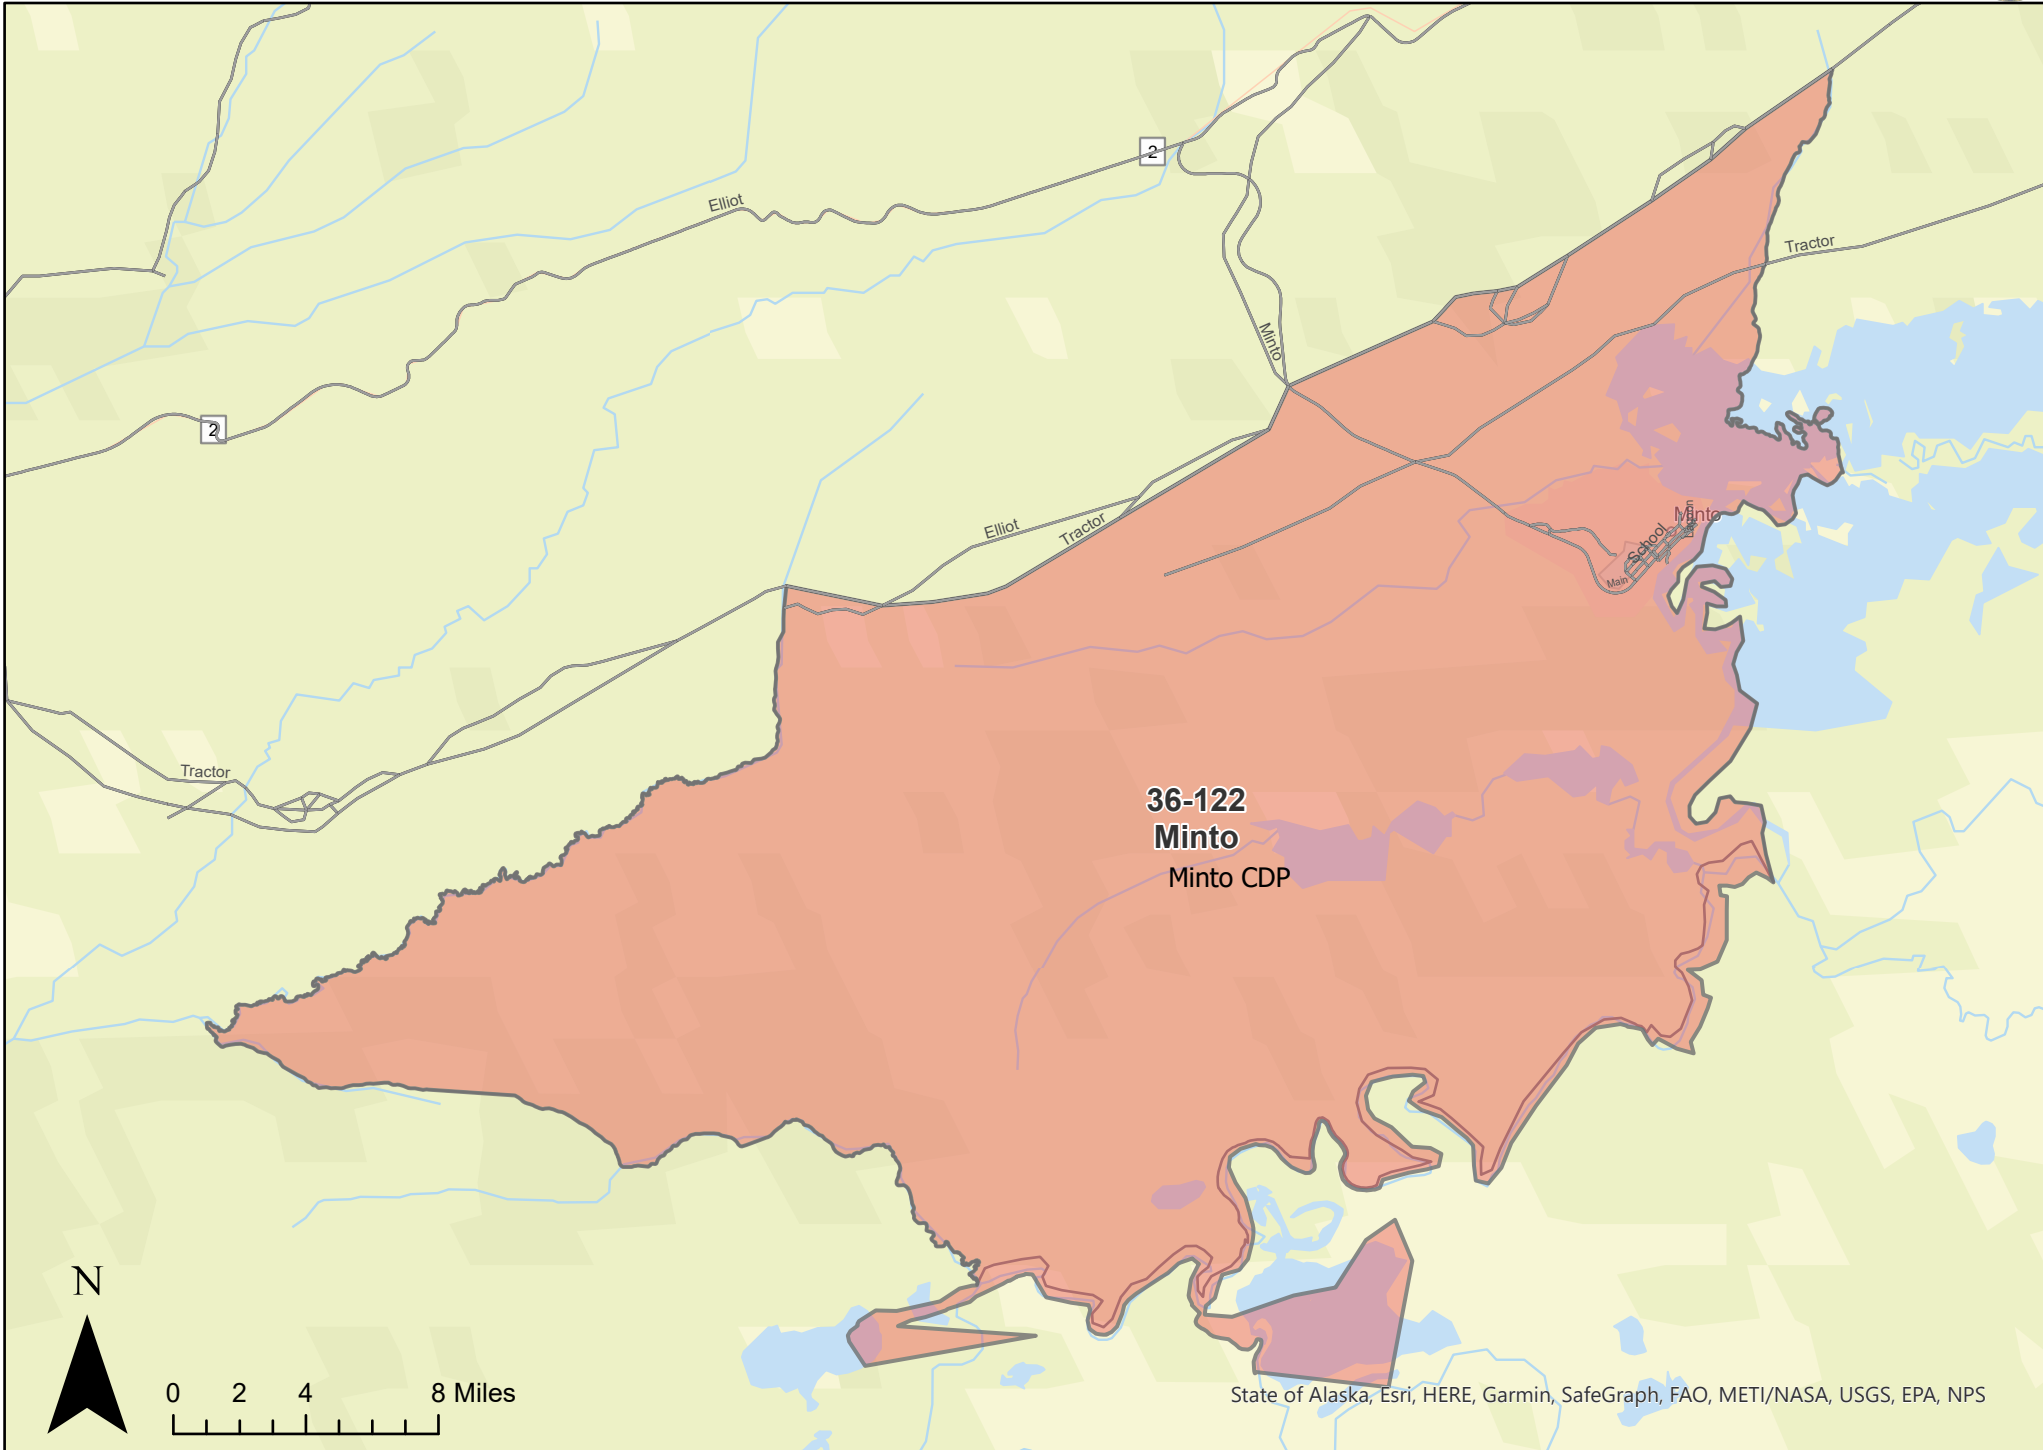 2
Elliot
Tractor
Minto
2
Minto
Lagoon
School
Main
Elliot
Tractor
Tractor
36-122
Minto
Minto CDP
N
0 2 4 8 Miles
State of Alaska, Esri, HERE, Garmin, SafeGraph, FAO, METI/NASA, USGS, EPA, NPS